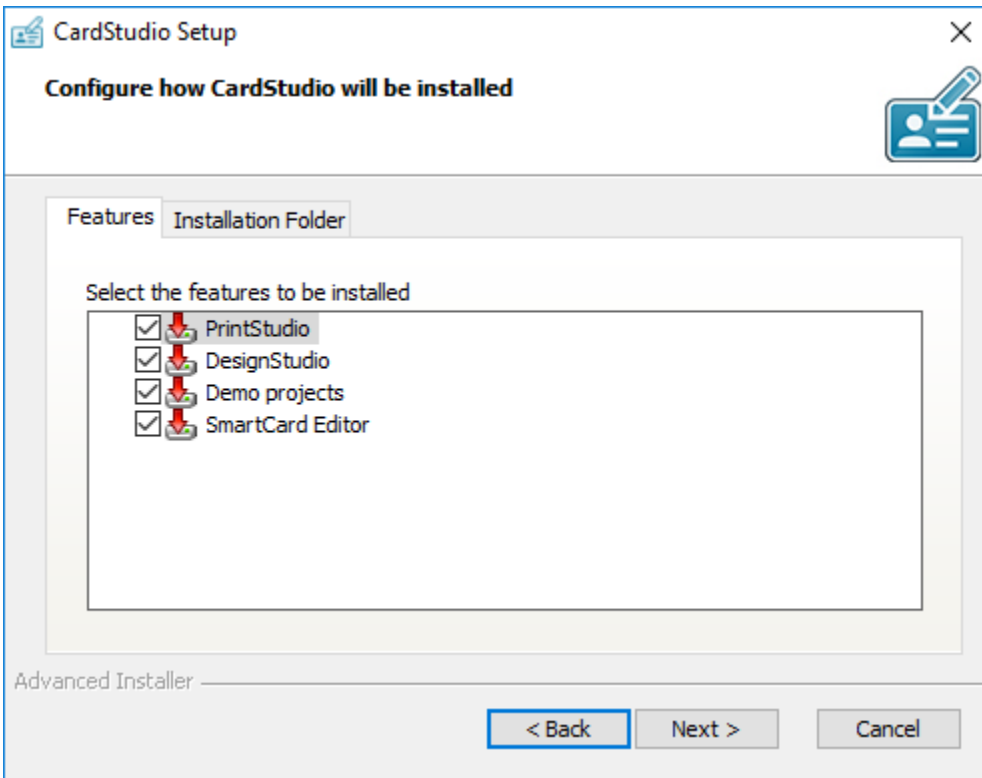 CardStudio Setup
Configure how CardStudio will be installed
Features
Installation Folder
Select the features to be installed
PrintStudio
DesignStudio
Demo projects
SmartCard Editor
Advanced Installer
< Back
Next >
Cancel